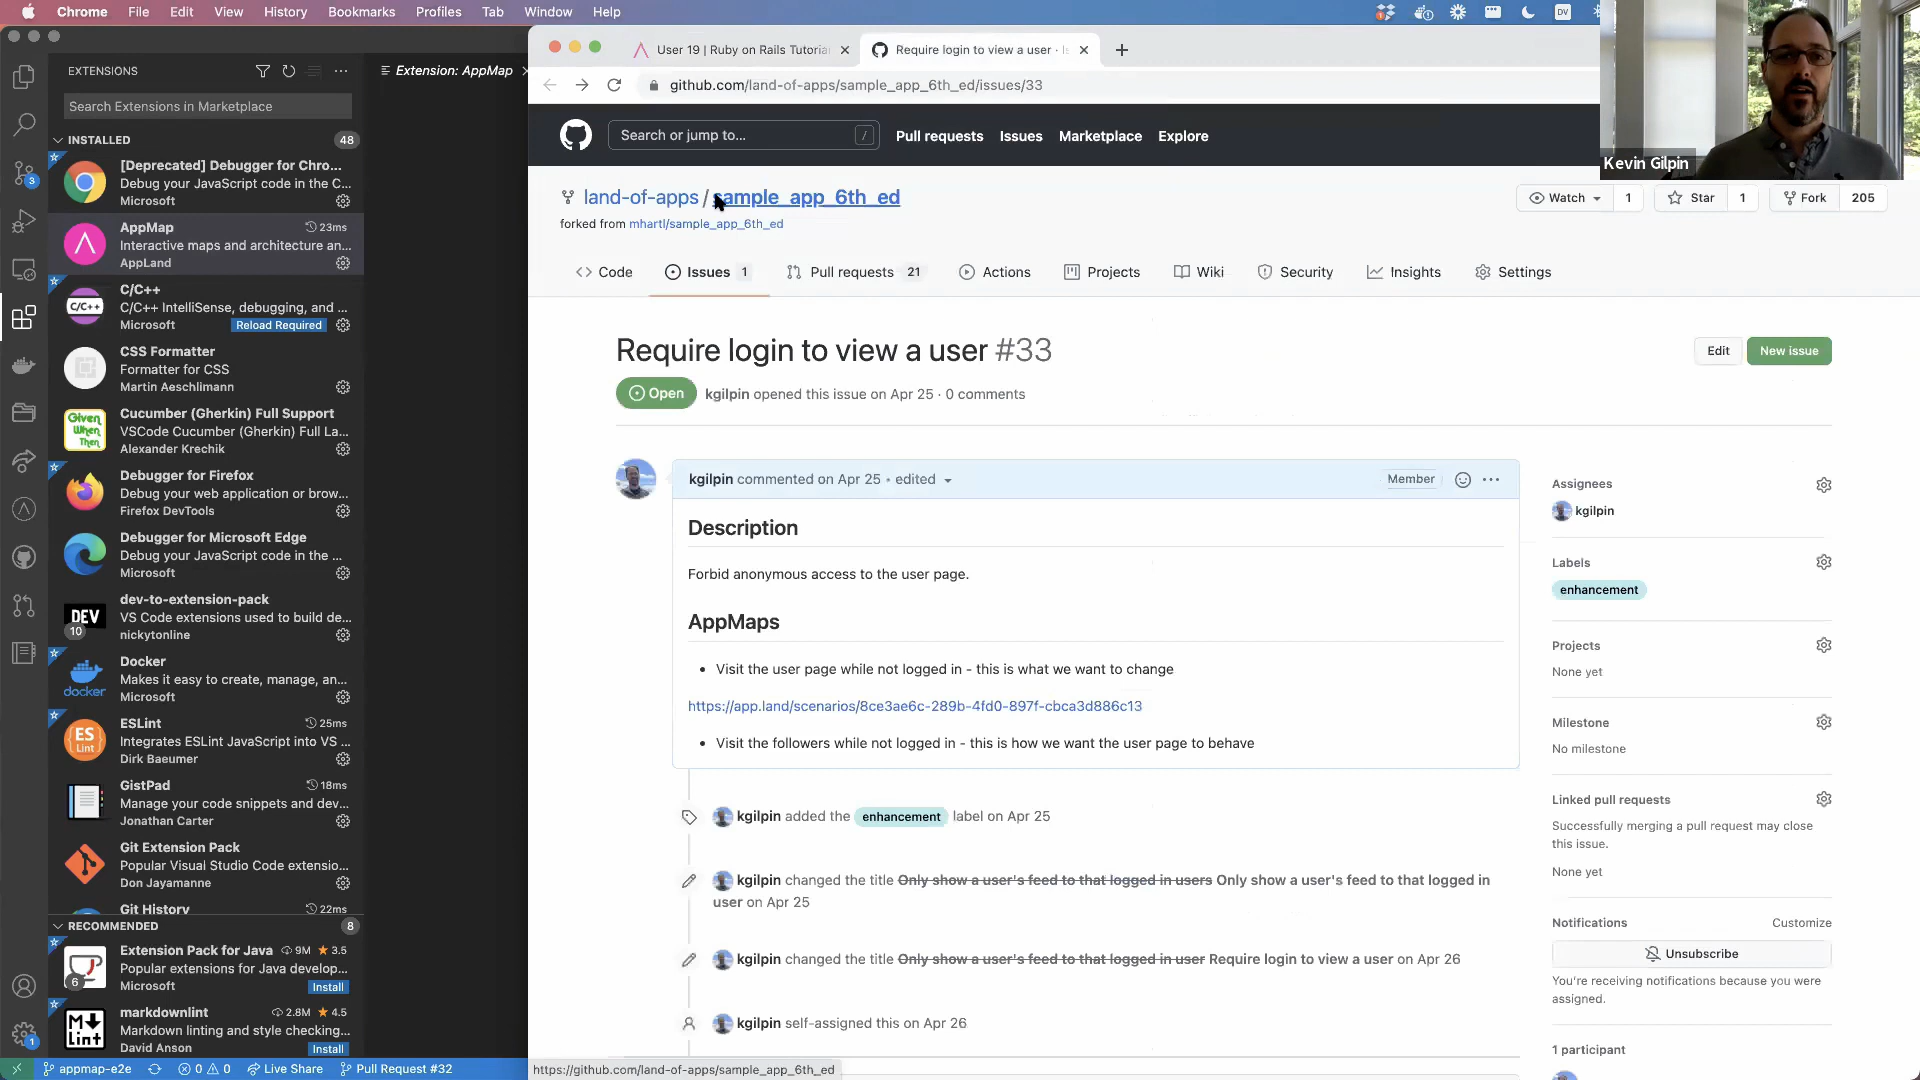 Chrome File Edit View History Bookmarks Profiles Tab Window Help
DV
EXTENSIONS
Search Extensions in Marketplace
INSTALLED 48
[Deprecated] Debugger for Chro...
Debug your JavaScript code in the C...
Microsoft
AppMap 23ms
Interactive maps and architecture an...
AppLand
C/C++
C/C++
C/C++ IntelliSense, debugging, and ...
Microsoft Reload Required
CSS Formatter
Formatter for CSS
Martin Aeschlimann
Given When Then
Cucumber (Gherkin) Full Support
VSCode Cucumber (Gherkin) Full La...
Alexander Krechik
Debugger for Firefox
Debug your web application or brow...
Firefox DevTools
Debugger for Microsoft Edge
Debug your JavaScript code in the ...
Microsoft
DEV
10
dev-to-extension-pack
VS Code extensions used to build de...
nickytonline
docker
Docker
Makes it easy to create, manage, an...
Microsoft
ES Lint
ESLint 25ms
Integrates ESLint JavaScript into VS ...
Dirk Baeumer
GistPad 18ms
Manage your code snippets and dev...
Jonathan Carter
Git Extension Pack
Popular Visual Studio Code extensio...
Don Jayamanne
Git History 22ms
RECOMMENDED 8
6
Extension Pack for Java 9M 3.5
Popular extensions for Java develop...
Microsoft Install
M Lint
markdownlint 2.8M 4.5
Markdown linting and style checking...
David Anson Install
3
1
appmap-e2e 0 0 Live Share Pull Request #32
Extension: AppMap
User 19 | Ruby on Rails Tutoria
Require login to view a user · Is
github.com/land-of-apps/sample_app_6th_ed/issues/33
Search or jump to... /
Pull requests Issues Marketplace Explore
Kevin Gilpin
land-of-apps / sample_app_6th_ed
forked from mhartl/sample_app_6th_ed
Watch 1 Star 1 Fork 205
Code Issues 1 Pull requests 21 Actions Projects Wiki Security Insights Settings
Require login to view a user #33
Edit New issue
Open kgilpin opened this issue on Apr 25 · 0 comments
kgilpin commented on Apr 25 • edited
Member
Description
Forbid anonymous access to the user page.
AppMaps
• Visit the user page while not logged in - this is what we want to change
https://app.land/scenarios/8ce3ae6c-289b-4fd0-897f-cbca3d886c13
• Visit the followers while not logged in - this is how we want the user page to behave
kgilpin added the enhancement label on Apr 25
kgilpin changed the title Only show a user's feed to that logged in users Only show a user's feed to that logged in
user on Apr 25
kgilpin changed the title Only show a user's feed to that logged in user Require login to view a user on Apr 26
kgilpin self-assigned this on Apr 26
Assignees
kgilpin
Labels
enhancement
Projects
None yet
Milestone
No milestone
Linked pull requests
Successfully merging a pull request may close
this issue.
None yet
Notifications Customize
Unsubscribe
You're receiving notifications because you were
assigned.
1 participant
https://github.com/land-of-apps/sample_app_6th_ed